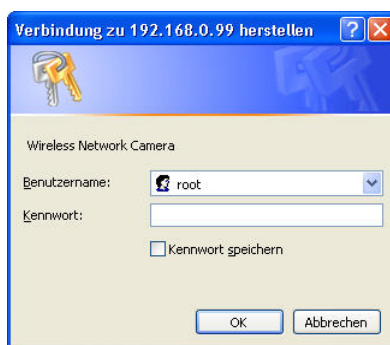 Verbindung zu 192.168.0.99 herstellen
Wireless Network Camera
Benutzername:
root
Kennwort:
Kennwort speichern
OK
Abbrechen